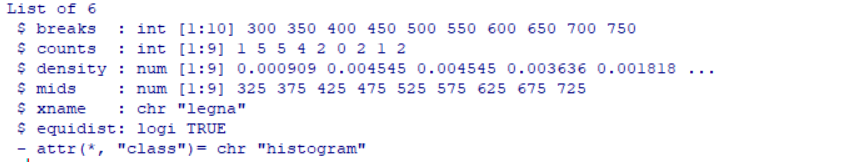 List of 6
 $ breaks  : int [1:10] 300 350 400 450 500 550 600 650 700 750
 $ counts  : int [1:9] 1 5 5 4 2 0 2 1 2
 $ density : num [1:9] 0.000909 0.004545 0.004545 0.003636 0.001818 ...
 $ mids    : num [1:9] 325 375 425 475 525 575 625 675 725
 $ xname   : chr "legna"
 $ equidist: logi TRUE
 - attr(*, "class")= chr "histogram"